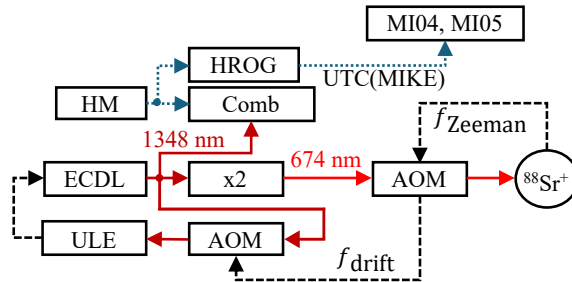 MI04, MI05
HROG
UTC(MIKE)
HM
Comb
f_Zeeman
1348 nm
674 nm
ECDL
x2
AOM
⁸⁸Sr⁺
ULE
AOM
f_drift